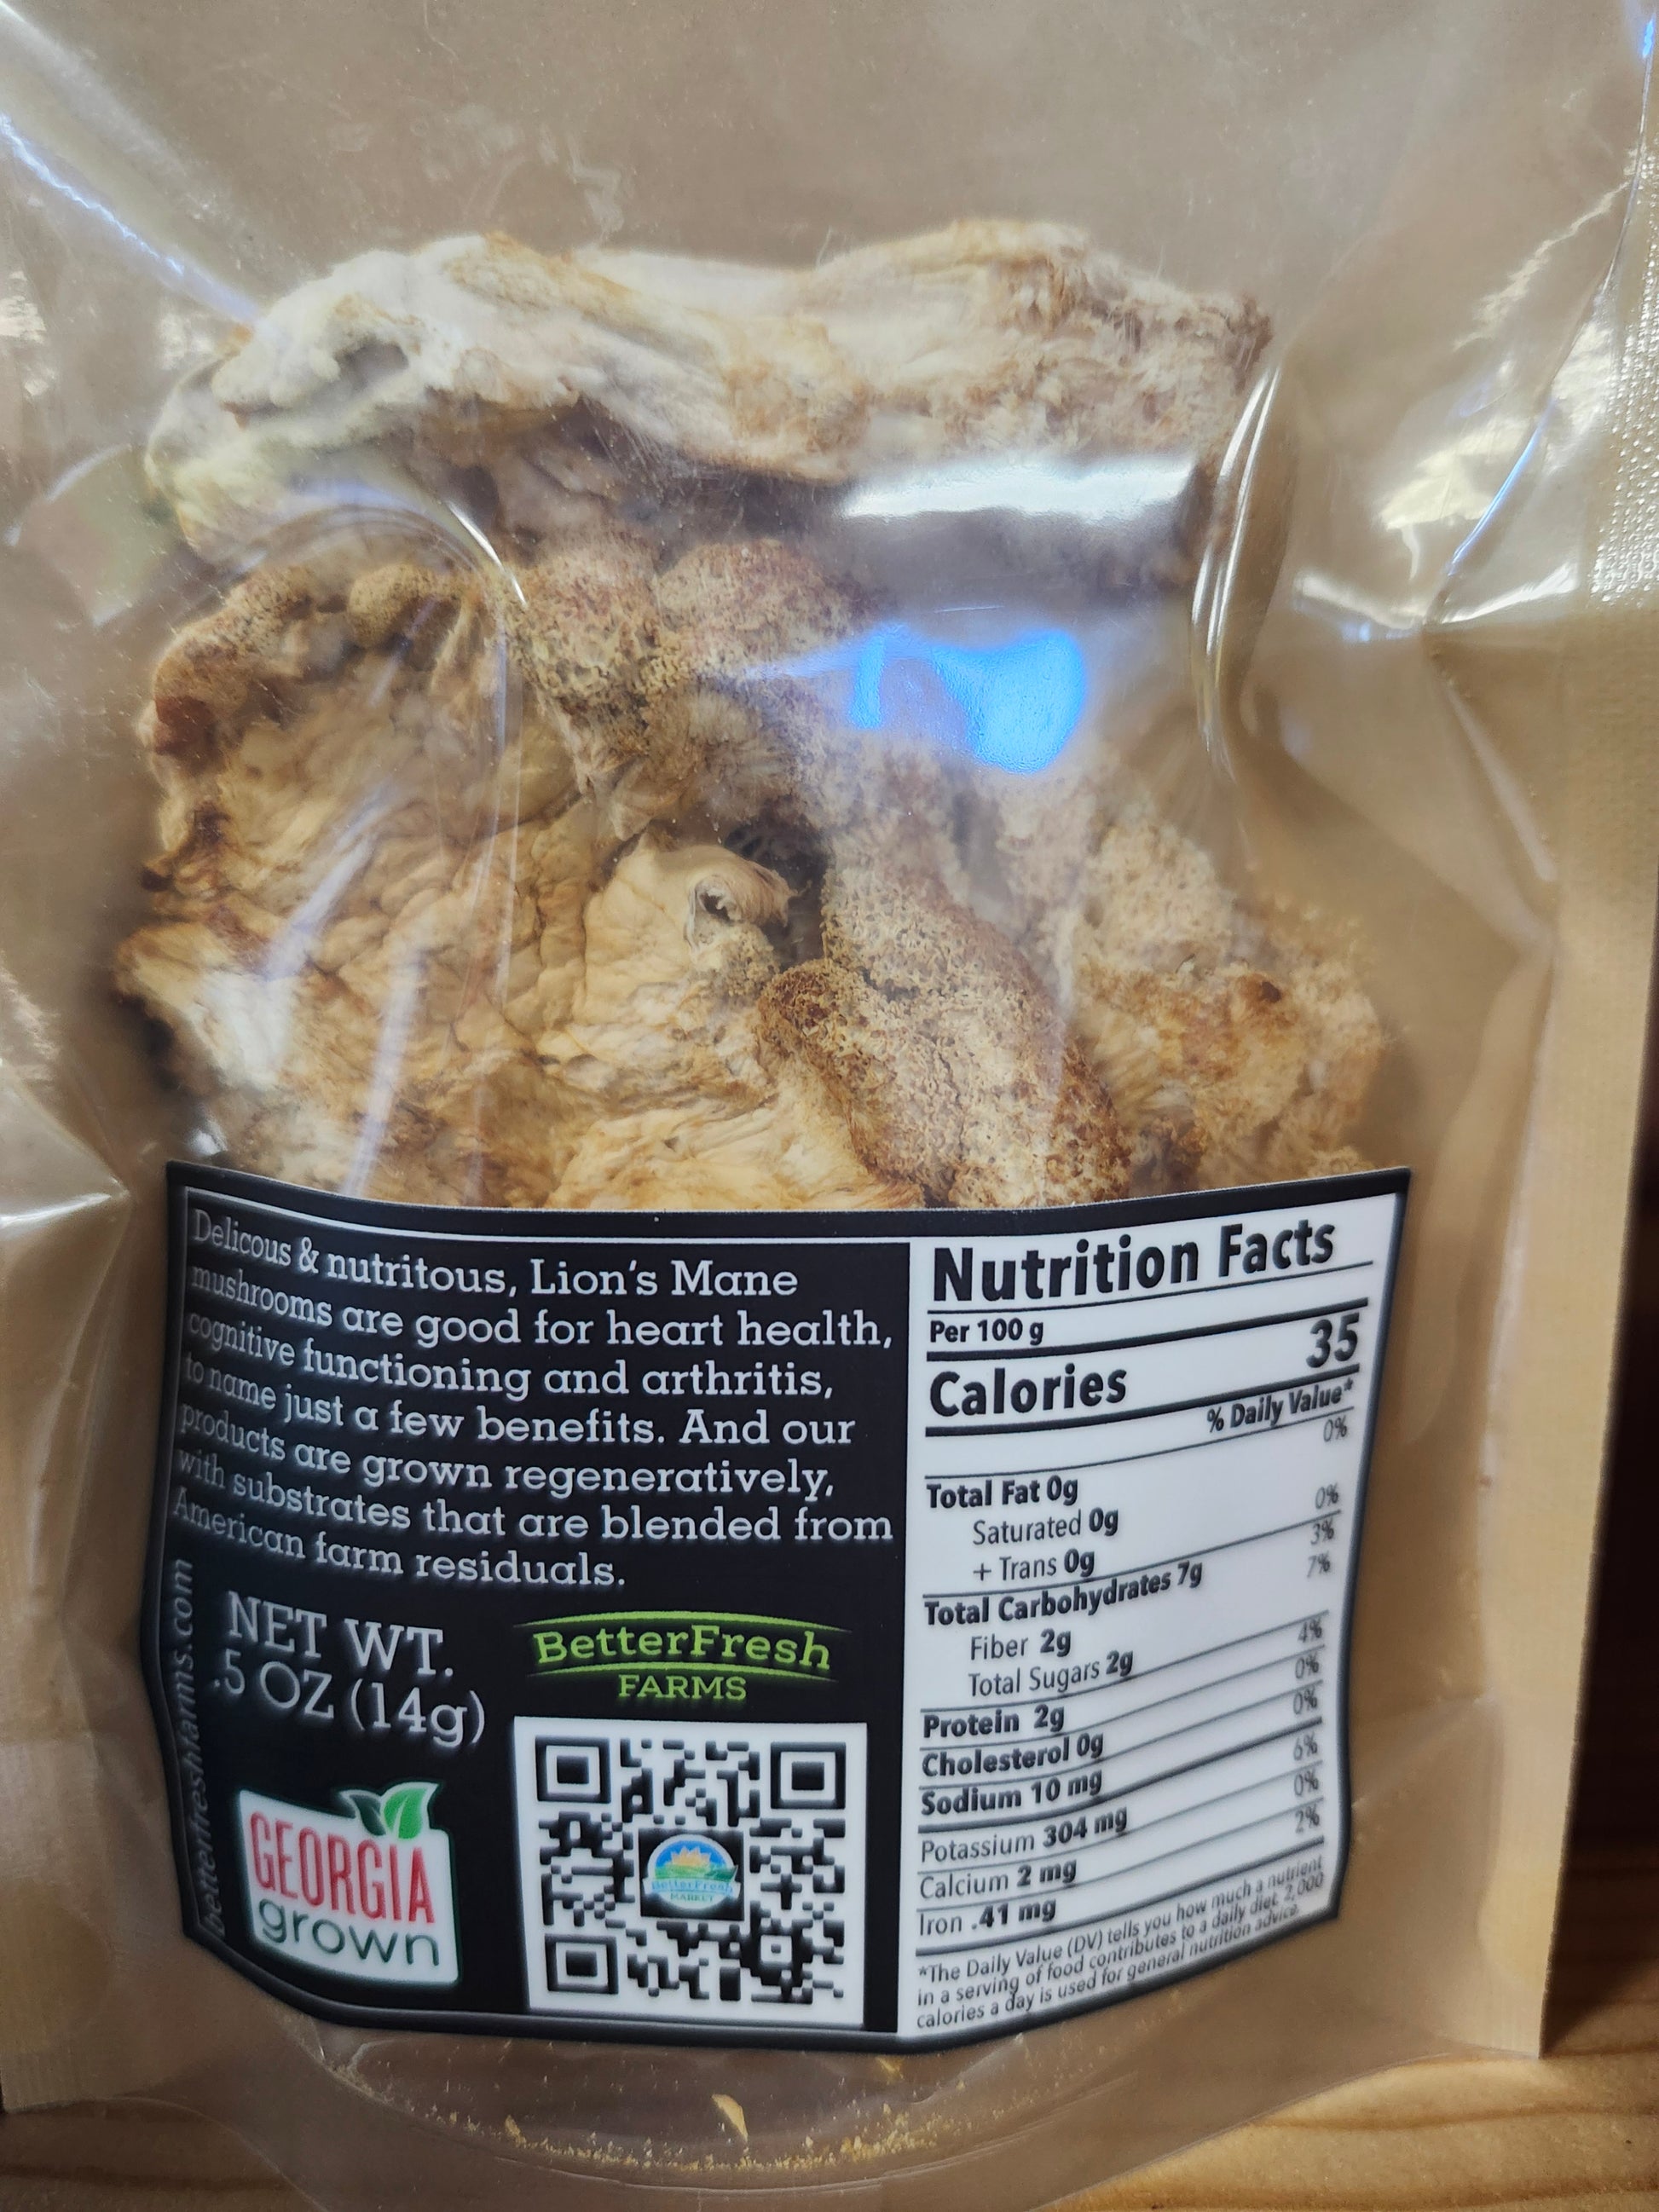 Delicous & nutritous, Lion's Mane
mushrooms are good for heart health,
cognitive functioning and arthritis,
to name just a few benefits. And our
products are grown regeneratively,
with substrates that are blended from
American farm residuals.
betterfreshfarms.com
NET WT.
.5 OZ (14g)
BetterFresh
FARMS
GEORGIA
grown
BetterFresh
MARKET
Nutrition Facts
Per 100 g
Calories 35
% Daily Value*
0%
Total Fat 0g
Saturated 0g 0%
+ Trans 0g 3%
Total Carbohydrates 7g 7%
Fiber 2g
Total Sugars 2g 4%
Protein 2g 0%
Cholesterol 0g 0%
Sodium 10 mg 6%
Potassium 304 mg 0%
Calcium 2 mg 2%
Iron .41 mg
*The Daily Value (DV) tells you how much a nutrient
in a serving of food contributes to a daily diet. 2,000
calories a day is used for general nutrition advice.